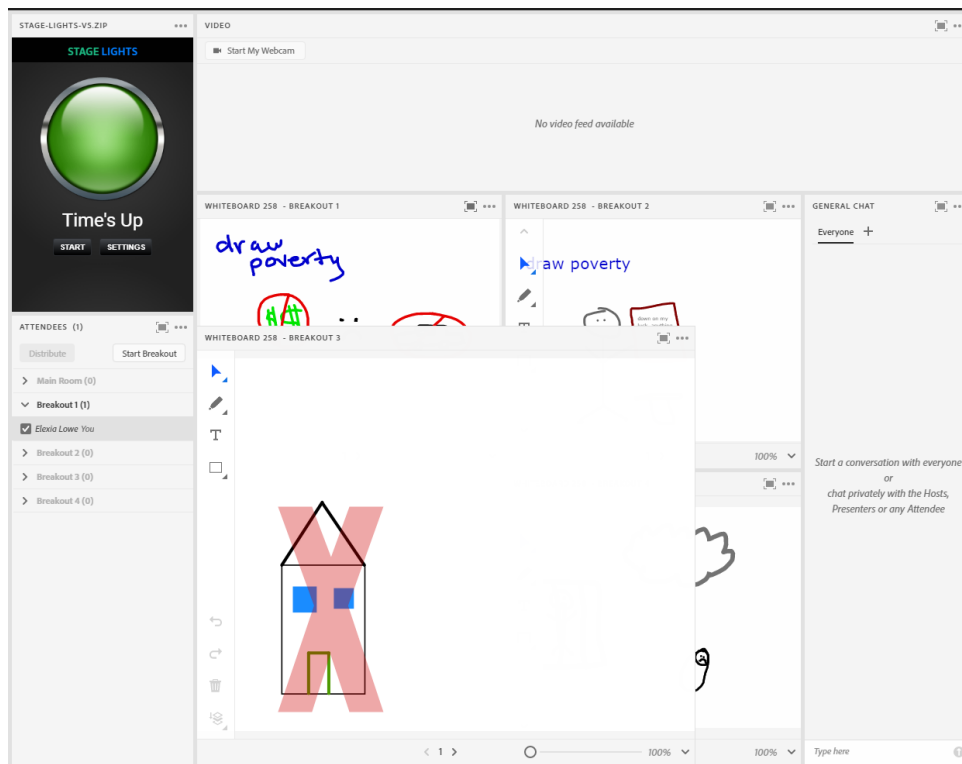 STAGE-LIGHTS-V5.ZIP
STAGE LIGHTS
Time's Up
START SETTINGS
ATTENDEES (1)
Distribute Start Breakout
Main Room (0)
Breakout 1 (1)
Elexia Lowe You
Breakout 2 (0)
Breakout 3 (0)
Breakout 4 (0)
VIDEO
Start My Webcam
No video feed available
WHITEBOARD 258 - BREAKOUT 1
draw
poverty
$$
WHITEBOARD 258 - BREAKOUT 2
draw poverty
down on my
100%
WHITEBOARD 258 - BREAKOUT 3
T
1
100%
100%
GENERAL CHAT
Everyone
Start a conversation with everyone
or
chat privately with the Hosts,
Presenters or any Attendee
Type here